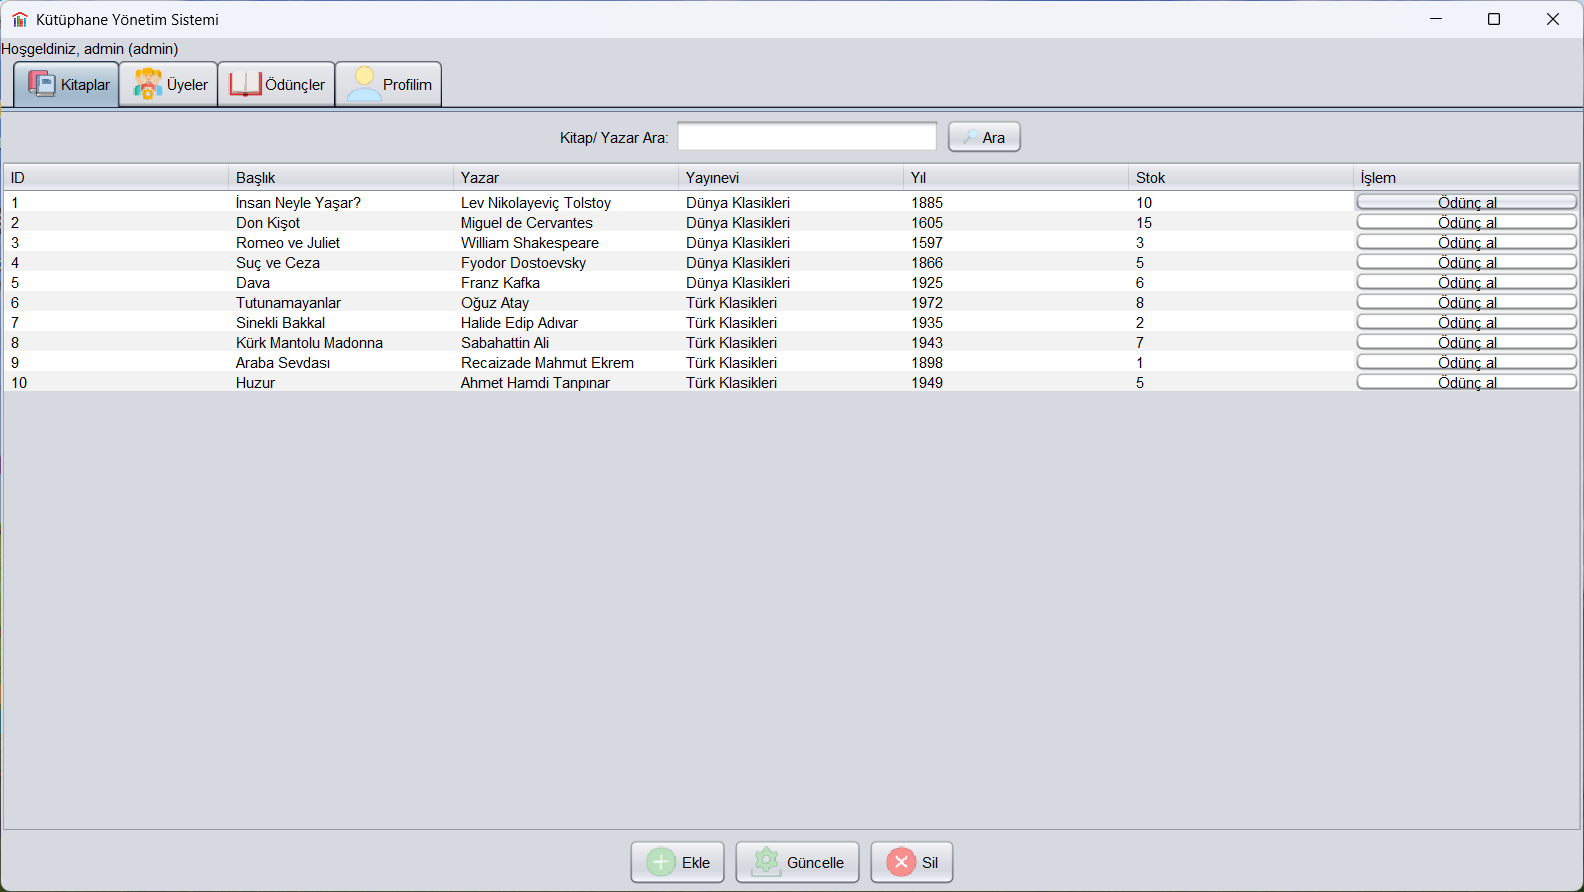 Kütüphane Yönetim Sistemi
Hoşgeldiniz, admin (admin)
Kitaplar Üyeler Ödünçler Profilim
Kitap/ Yazar Ara: Ara
ID Başlık Yazar Yayınevi Yıl Stok İşlem
1 İnsan Neyle Yaşar? Lev Nikolayeviç Tolstoy Dünya Klasikleri 1885 10 Ödünç al
2 Don Kişot Miguel de Cervantes Dünya Klasikleri 1605 15 Ödünç al
3 Romeo ve Juliet William Shakespeare Dünya Klasikleri 1597 3 Ödünç al
4 Suç ve Ceza Fyodor Dostoevsky Dünya Klasikleri 1866 5 Ödünç al
5 Dava Franz Kafka Dünya Klasikleri 1925 6 Ödünç al
6 Tutunamayanlar Oğuz Atay Türk Klasikleri 1972 8 Ödünç al
7 Sinekli Bakkal Halide Edip Adıvar Türk Klasikleri 1935 2 Ödünç al
8 Kürk Mantolu Madonna Sabahattin Ali Türk Klasikleri 1943 7 Ödünç al
9 Araba Sevdası Recaizade Mahmut Ekrem Türk Klasikleri 1898 1 Ödünç al
10 Huzur Ahmet Hamdi Tanpınar Türk Klasikleri 1949 5 Ödünç al
Ekle Güncelle Sil